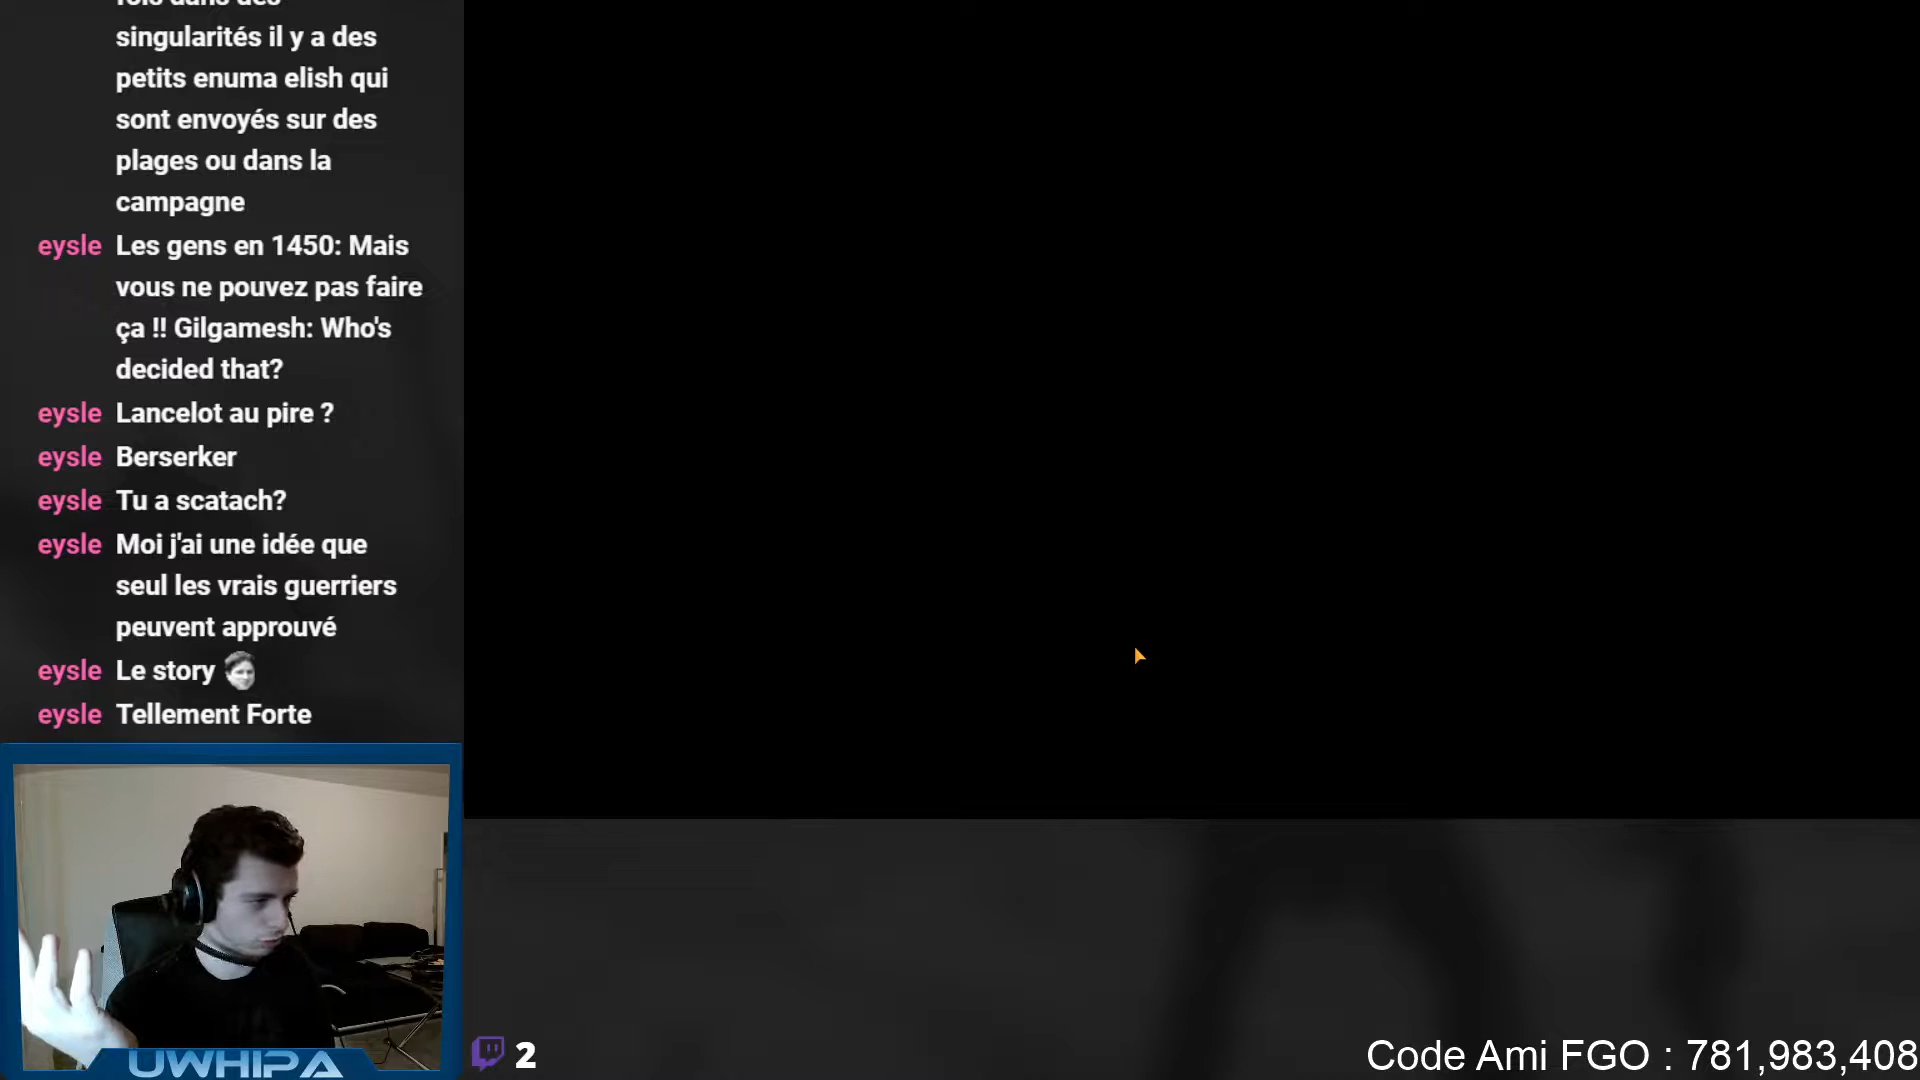 fois dans des
singularités il y a des
petits enuma elish qui
sont envoyés sur des
plages ou dans la
campagne
eysle Les gens en 1450: Mais
vous ne pouvez pas faire
ça !! Gilgamesh: Who's
decided that?
eysle Lancelot au pire ?
eysle Berserker
eysle Tu a scatach?
eysle Moi j'ai une idée que
seul les vrais guerriers
peuvent approuvé
eysle Le story
eysle Tellement Forte
UWHIPA
2
Code Ami FGO : 781,983,408